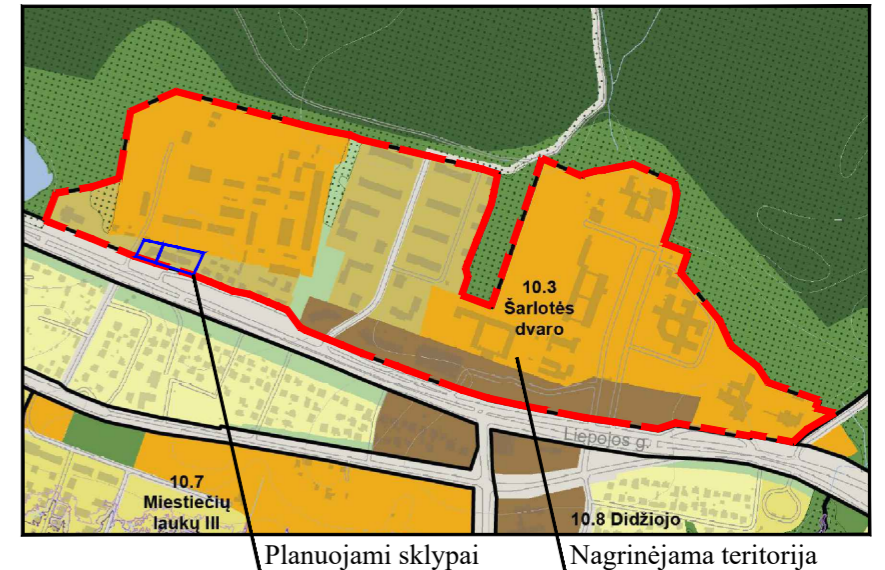 10.3
Šarlotės
dvaro
Liepojos g.
10.7
Miestiečių
laukų III
10.8 Didžiojo
Planuojami sklypai
Nagrinėjama teritorija